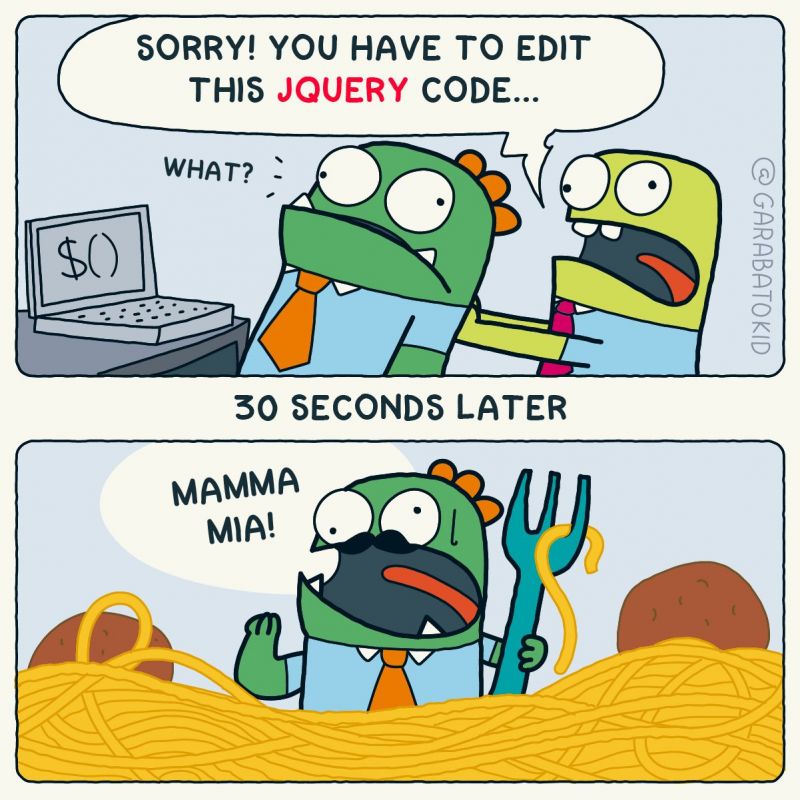 SORRY! YOU HAVE TO EDIT
THIS JQUERY CODE...
WHAT?
$()
@GARABATOKID
30 SECONDS LATER
MAMMA
MIA!